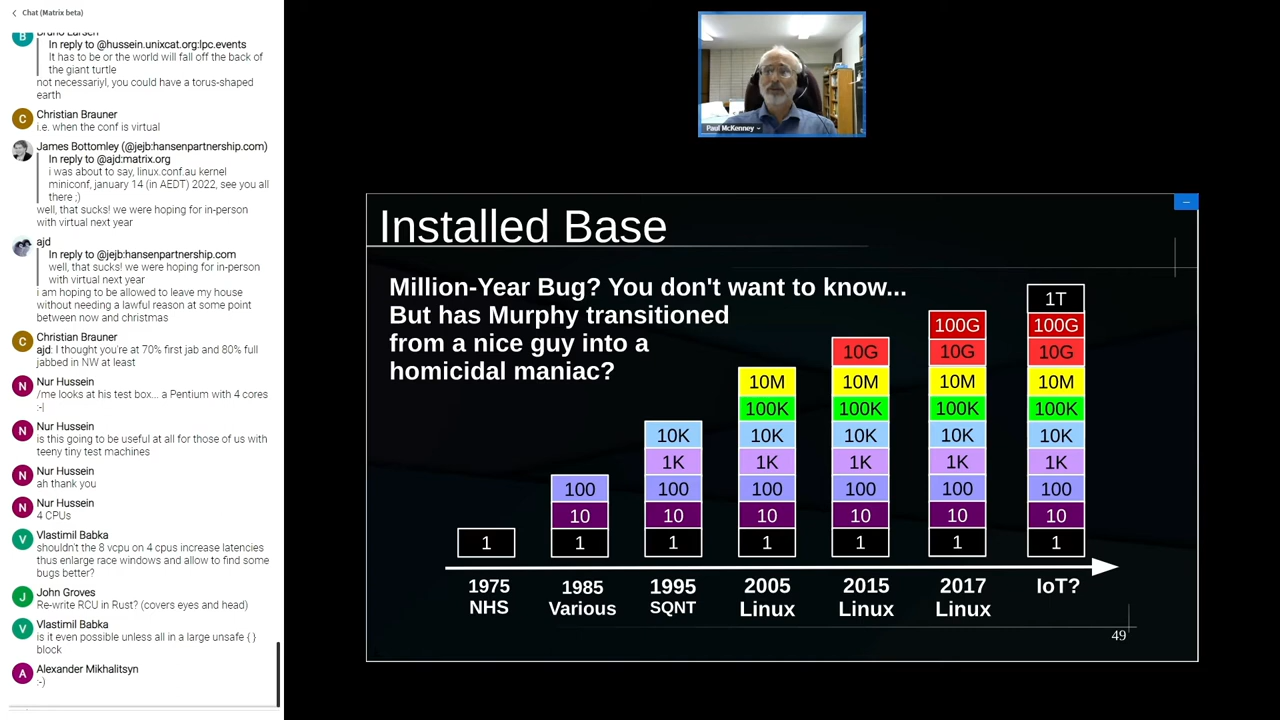 Chat (Matrix beta)
Bruno Larsen
In reply to @hussein.unixcat.org:lpc.events
It has to be or the world will fall off the back of
the giant turtle
not necessariyl, you could have a torus-shaped
earth
C
Christian Brauner
i.e. when the conf is virtual
James Bottomley (@jejb:hansenpartnership.com)
In reply to @ajd:matrix.org
i was about to say, linux.conf.au kernel
miniconf, january 14 (in AEDT) 2022, see you all
there ;)
well, that sucks! we were hoping for in-person
with virtual next year
ajd
In reply to @jejb:hansenpartnership.com
well, that sucks! we were hoping for in-person
with virtual next year
i am hoping to be allowed to leave my house
without needing a lawful reason at some point
between now and christmas
C
Christian Brauner
ajd: I thought you're at 70% first jab and 80% full
jabbed in NW at least
N
Nur Hussein
/me looks at his test box... a Pentium with 4 cores
:-|
N
Nur Hussein
is this going to be useful at all for those of us with
teeny tiny test machines
N
Nur Hussein
ah thank you
N
Nur Hussein
4 CPUs
V
Vlastimil Babka
shouldn't the 8 vcpu on 4 cpus increase latencies
thus enlarge race windows and allow to find some
bugs better?
J
John Groves
Re-write RCU in Rust? (covers eyes and head)
V
Vlastimil Babka
is it even possible unless all in a large unsafe { }
block
A
Alexander Mikhalitsyn
:-)
Paul McKenney
Installed Base
Million-Year Bug? You don't want to know...
But has Murphy transitioned
from a nice guy into a
homicidal maniac?
1T
100G 100G
10G 10G 10G
10M 10M 10M 10M
100K 100K 100K 100K
10K 10K 10K 10K 10K
1K 1K 1K 1K 1K
100 100 100 100 100 100
10 10 10 10 10 10
1 1 1 1 1 1 1
1975 1985 1995 2005 2015 2017 IoT?
NHS Various SQNT Linux Linux Linux
49